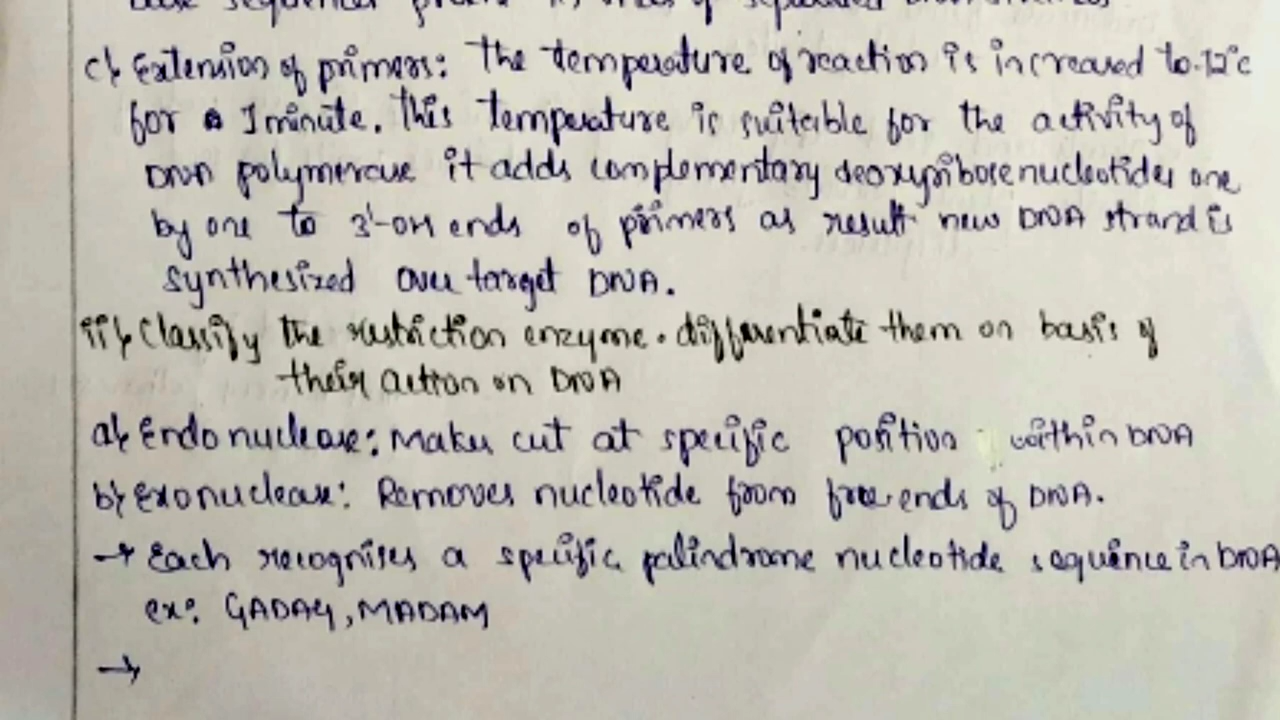 c) Extension of primers: The temperature of reaction is increased to 72°c
for a 1 minute. This temperature is suitable for the activity of
DNA polymerase it adds complementary deoxyribose nucleotides one
by one to 3'-OH ends of primers as result new DNA strand is
synthesized over target DNA.
ii) Classify the restriction enzyme. differentiate them on basis of
their action on DNA
a) Endonuclease: Makes cut at specific position within DNA
b) Exonuclease: Removes nucleotide from free ends of DNA.
→ Each recognises a specific palindrome nucleotide sequence in DNA
ex: GADAG, MADAM
→